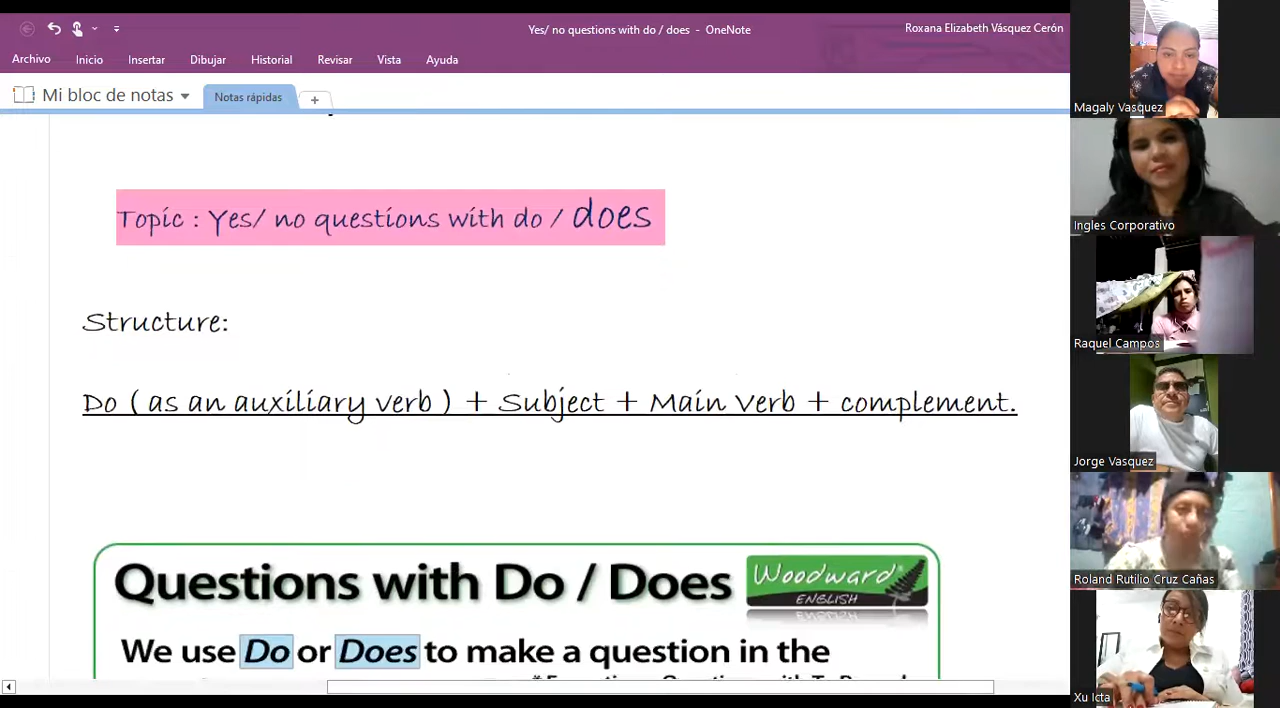 Yes/ no questions with do / does - OneNote
Roxana Elizabeth Vásquez Cerón
Archivo Inicio Insertar Dibujar Historial Revisar Vista Ayuda
Mi bloc de notas Notas rápidas
Topic : Yes/ no questions with do / does
Structure:
Do ( as an auxiliary verb ) + Subject + Main Verb + complement.
Questions with Do / Does
Woodward
ENGLISH
We use Do or Does to make a question in the
Magaly Vasquez
Ingles Corporativo
Raquel Campos
Jorge Vasquez
Roland Rutilio Cruz Cañas
Xu Icta